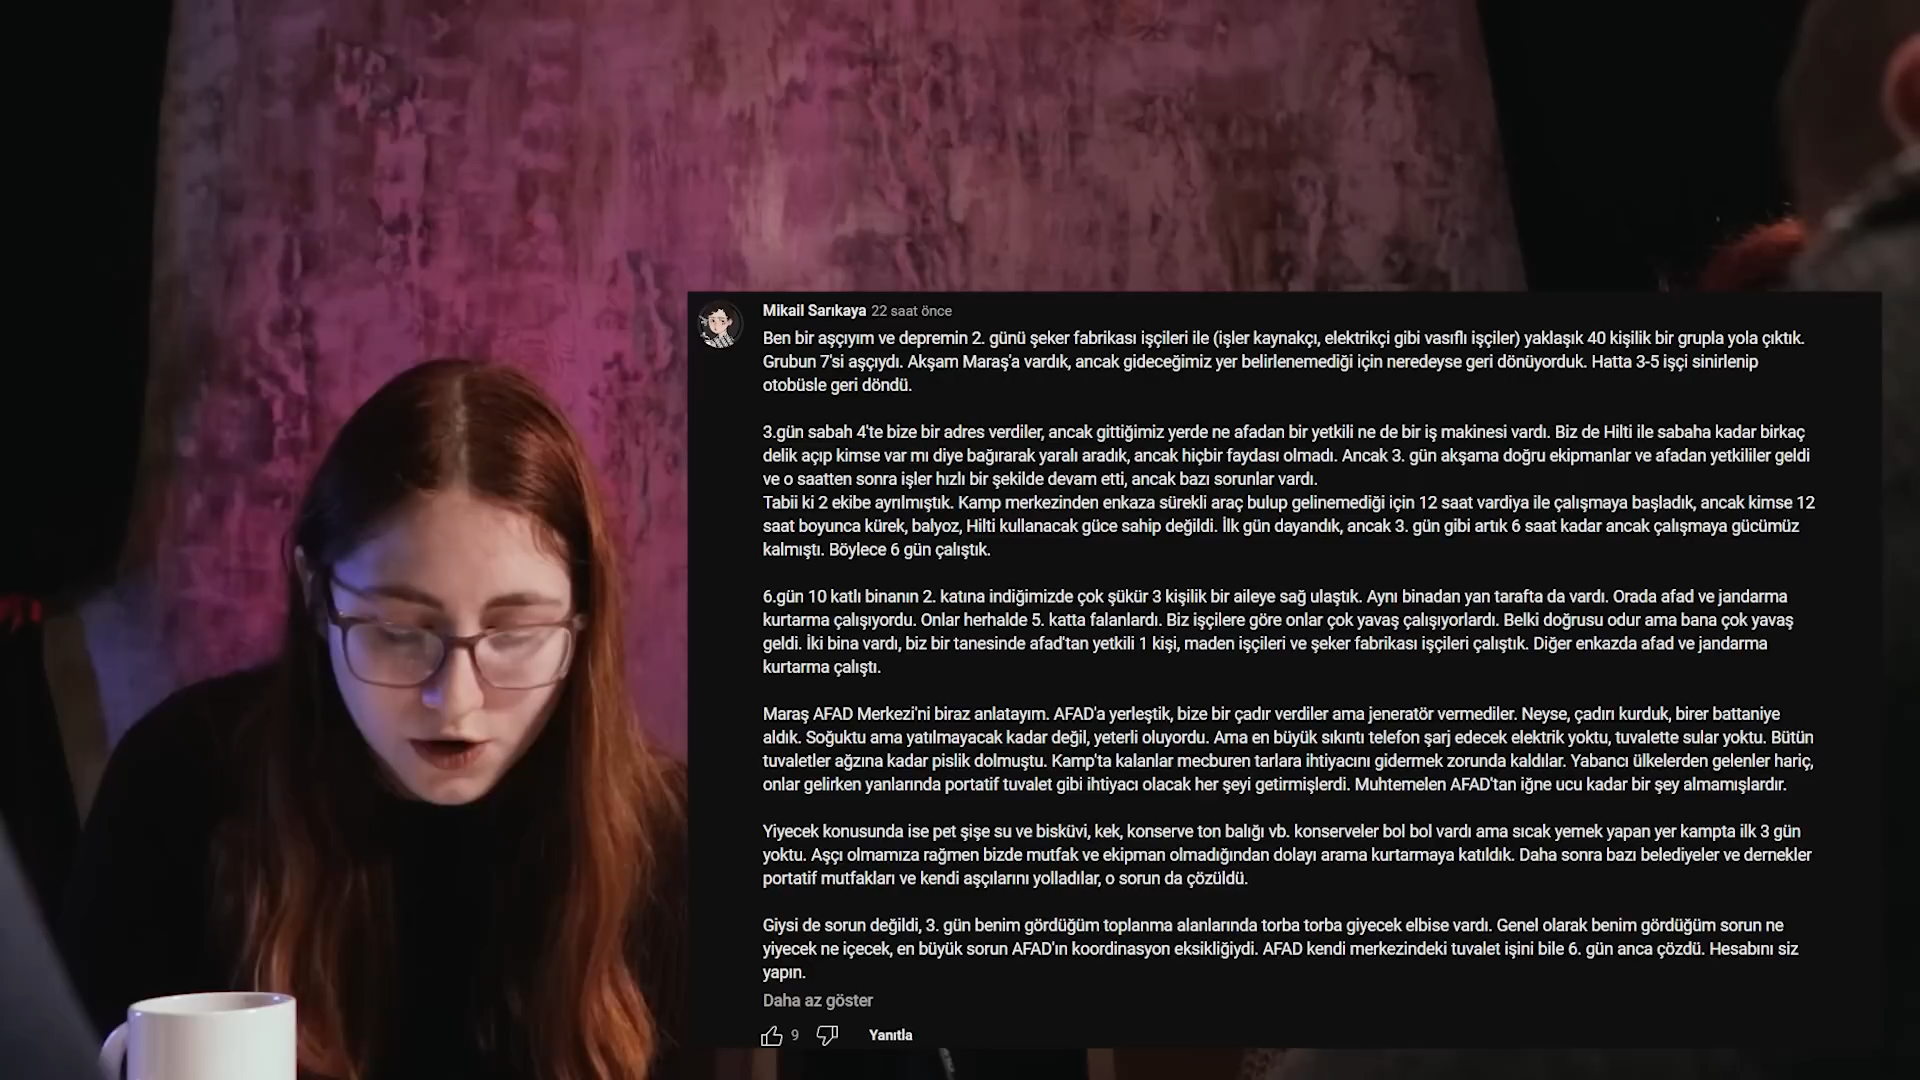 Mikail Sarıkaya 22 saat önce
Ben bir aşçıyım ve depremin 2. günü şeker fabrikası işçileri ile (işler kaynakçı, elektrikçi gibi vasıflı işçiler) yaklaşık 40 kişilik bir grupla yola çıktık.
Grubun 7'si aşçıydı. Akşam Maraş'a vardık, ancak gideceğimiz yer belirlenemediği için neredeyse geri dönüyorduk. Hatta 3-5 işçi sinirlenip
otobüsle geri döndü.
3.gün sabah 4'te bize bir adres verdiler, ancak gittiğimiz yerde ne afadan bir yetkili ne de bir iş makinesi vardı. Biz de Hilti ile sabaha kadar birkaç
delik açıp kimse var mı diye bağırarak yaralı aradık, ancak hiçbir faydası olmadı. Ancak 3. gün akşama doğru ekipmanlar ve afadan yetkililer geldi
ve o saatten sonra işler hızlı bir şekilde devam etti, ancak bazı sorunlar vardı.
Tabii ki 2 ekibe ayrılmıştık. Kamp merkezinden enkaza sürekli araç bulup gelinemediği için 12 saat vardiya ile çalışmaya başladık, ancak kimse 12
saat boyunca kürek, balyoz, Hilti kullanacak güce sahip değildi. İlk gün dayandık, ancak 3. gün gibi artık 6 saat kadar ancak çalışmaya gücümüz
kalmıştı. Böylece 6 gün çalıştık.
6.gün 10 katlı binanın 2. katına indiğimizde çok şükür 3 kişilik bir aileye sağ ulaştık. Aynı binadan yan tarafta da vardı. Orada afad ve jandarma
kurtarma çalışıyordu. Onlar herhalde 5. katta falanlardı. Biz işçilere göre onlar çok yavaş çalışıyorlardı. Belki doğrusu odur ama bana çok yavaş
geldi. İki bina vardı, biz bir tanesinde afad'tan yetkili 1 kişi, maden işçileri ve şeker fabrikası işçileri çalıştık. Diğer enkazda afad ve jandarma
kurtarma çalıştı.
Maraş AFAD Merkezi'ni biraz anlatayım. AFAD'a yerleştik, bize bir çadır verdiler ama jeneratör vermediler. Neyse, çadırı kurduk, birer battaniye
aldık. Soğuktu ama yatılmayacak kadar değil, yeterli oluyordu. Ama en büyük sıkıntı telefon şarj edecek elektrik yoktu, tuvalette sular yoktu. Bütün
tuvaletler ağzına kadar pislik dolmuştu. Kamp'ta kalanlar mecburen tarlara ihtiyacını gidermek zorunda kaldılar. Yabancı ülkelerden gelenler hariç,
onlar gelirken yanlarında portatif tuvalet gibi ihtiyacı olacak her şeyi getirmişlerdi. Muhtemelen AFAD'tan iğne ucu kadar bir şey almamışlardır.
Yiyecek konusunda ise pet şişe su ve bisküvi, kek, konserve ton balığı vb. konserveler bol bol vardı ama sıcak yemek yapan yer kampta ilk 3 gün
yoktu. Aşçı olmamıza rağmen bizde mutfak ve ekipman olmadığından dolayı arama kurtarmaya katıldık. Daha sonra bazı belediyeler ve dernekler
portatif mutfakları ve kendi aşçılarını yolladılar, o sorun da çözüldü.
Giysi de sorun değildi, 3. gün benim gördüğüm toplanma alanlarında torba torba giyecek elbise vardı. Genel olarak benim gördüğüm sorun ne
yiyecek ne içecek, en büyük sorun AFAD'ın koordinasyon eksikliğiydi. AFAD kendi merkezindeki tuvalet işini bile 6. gün anca çözdü. Hesabını siz
yapın.
Daha az göster
9 Yanıtla